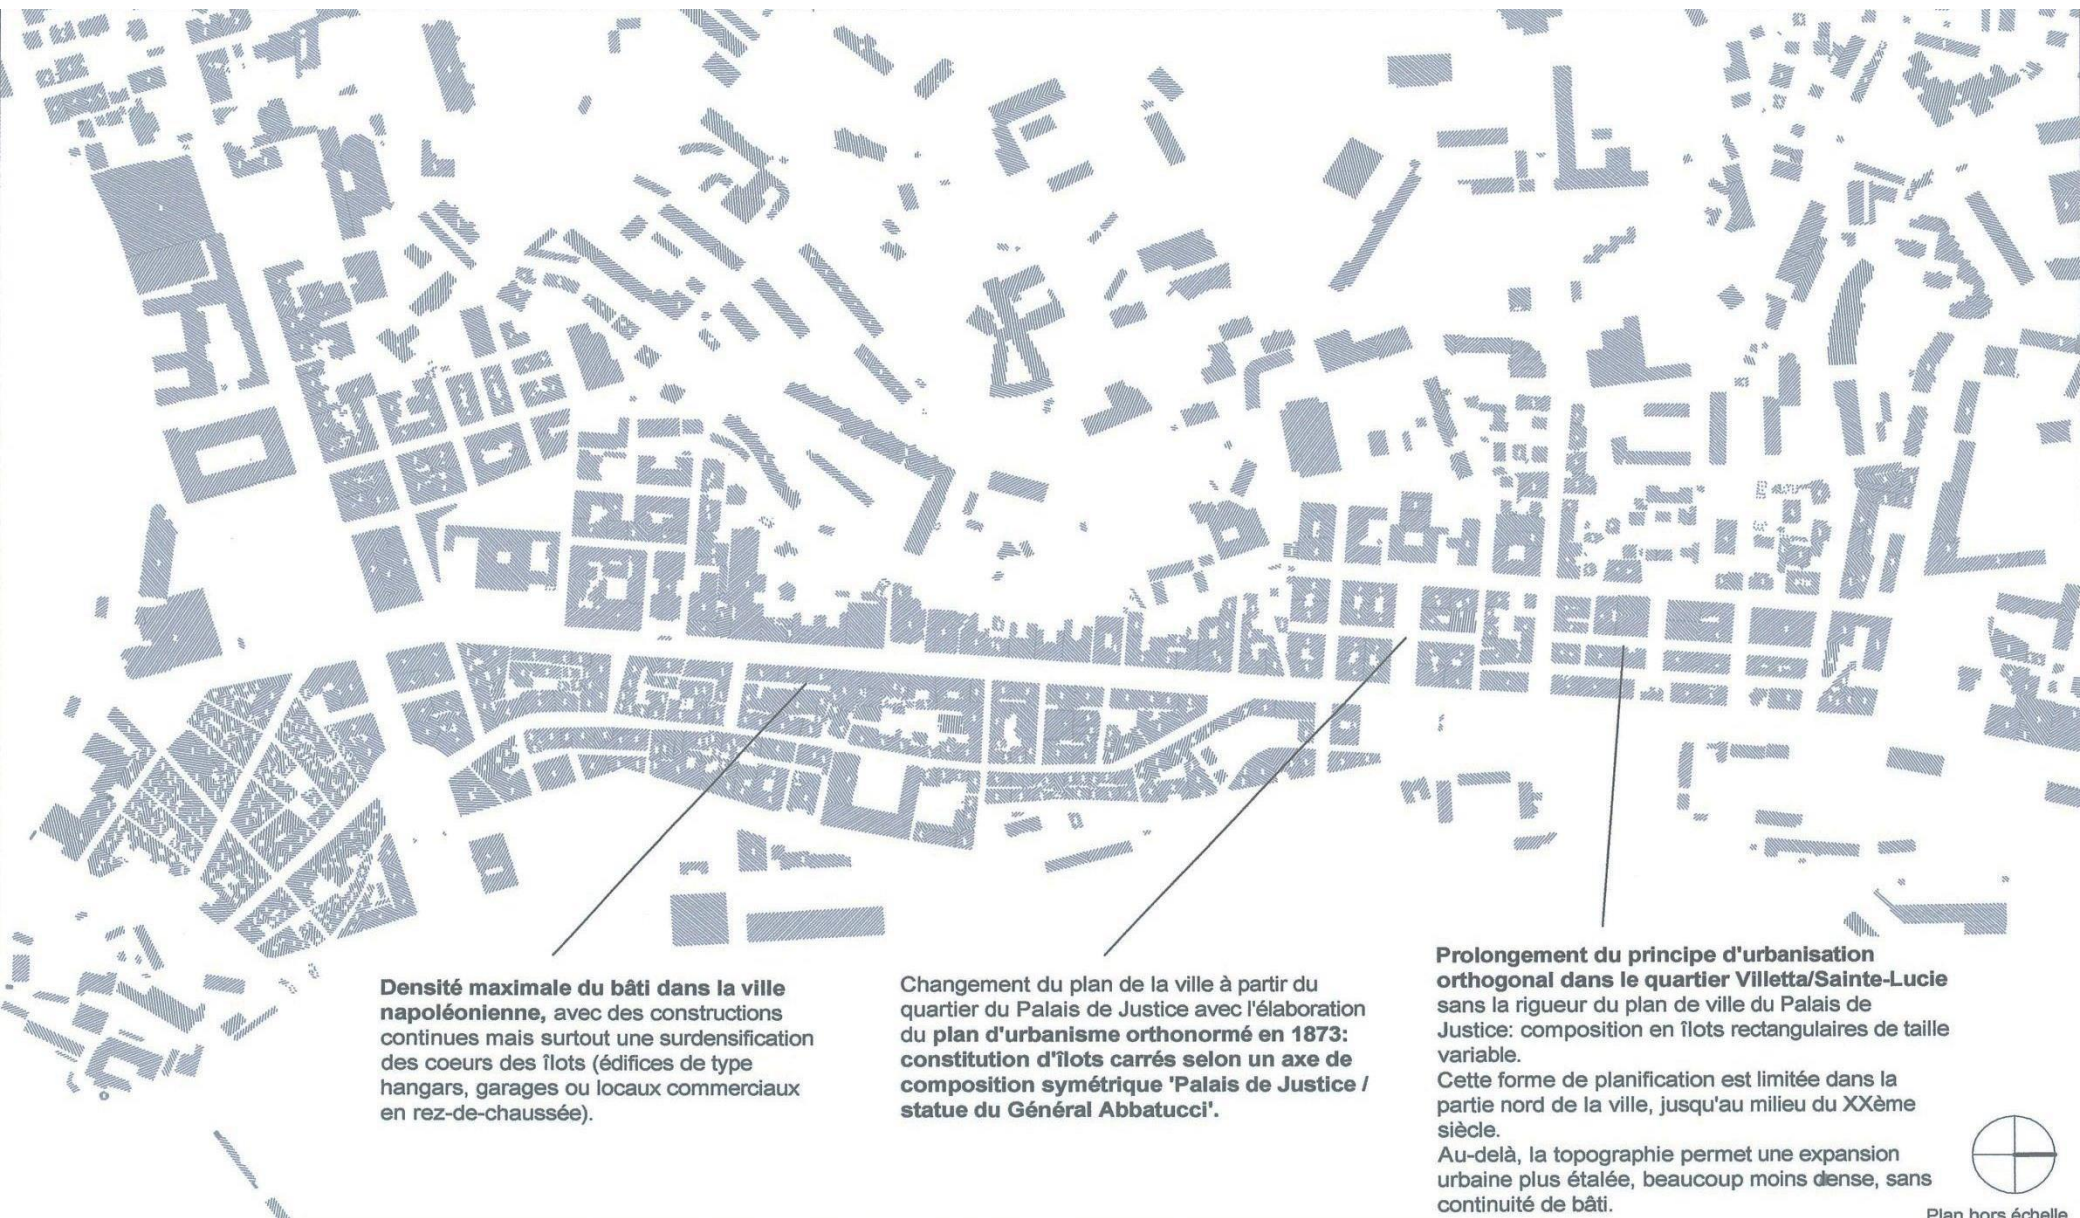 Densité maximale du bâti dans la ville
napoléonienne, avec des constructions
continues mais surtout une surdensification
des coeurs des îlots (édifices de type
hangars, garages ou locaux commerciaux
en rez-de-chaussée).
Changement du plan de la ville à partir du
quartier du Palais de Justice avec l'élaboration
du plan d'urbanisme orthonormé en 1873:
constitution d'îlots carrés selon un axe de
composition symétrique 'Palais de Justice /
statue du Général Abbatucci'.
Prolongement du principe d'urbanisation
orthogonal dans le quartier Villetta/Sainte-Lucie
sans la rigueur du plan de ville du Palais de
Justice: composition en îlots rectangulaires de taille
variable.
Cette forme de planification est limitée dans la
partie nord de la ville, jusqu'au milieu du XXème
siècle.
Au-delà, la topographie permet une expansion
urbaine plus étalée, beaucoup moins dense, sans
continuité de bâti.
Plan hors échelle